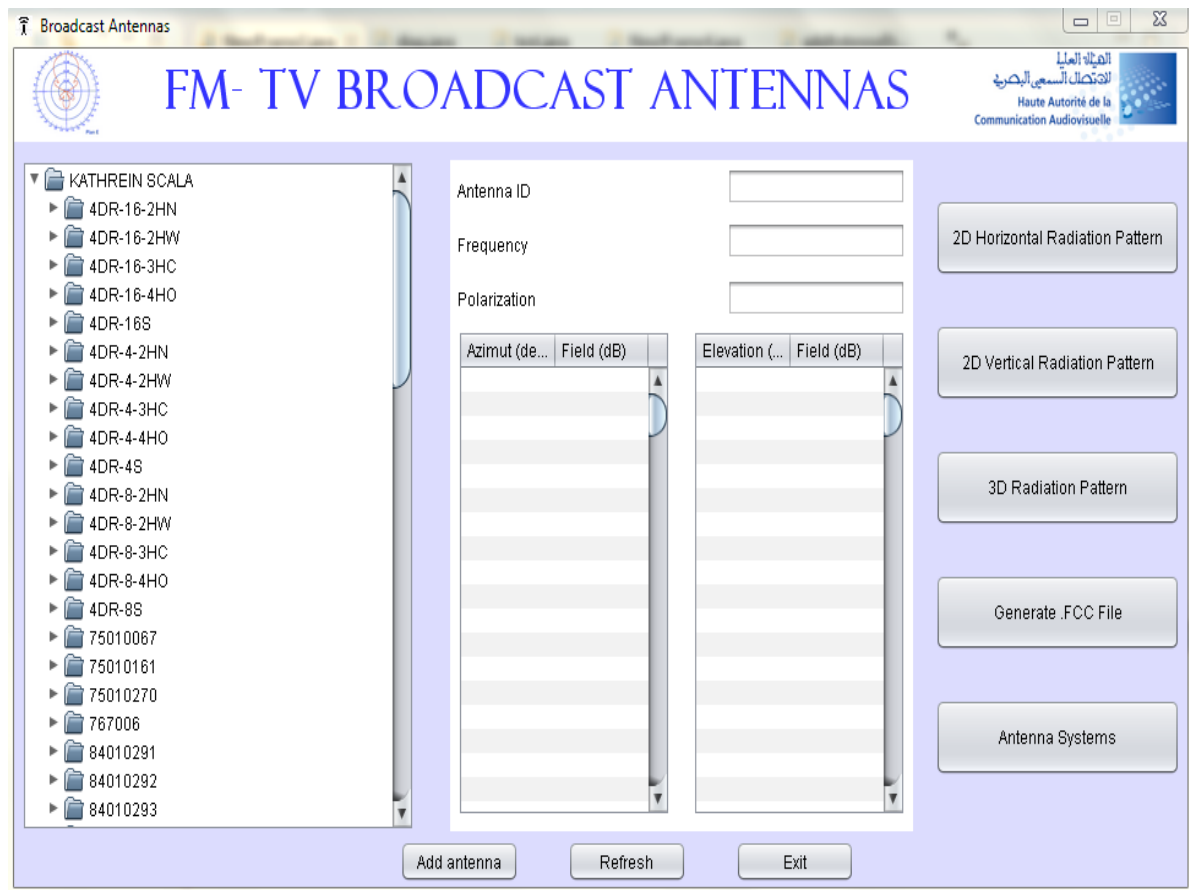 Broadcast Antennas
FM- TV BROADCAST ANTENNAS
الهيئة العليا
للاتصال السمعي البصري
Haute Autorité de la
Communication Audiovisuelle
KATHREIN SCALA
4DR-16-2HN
4DR-16-2HW
4DR-16-3HC
4DR-16-4HO
4DR-16S
4DR-4-2HN
4DR-4-2HW
4DR-4-3HC
4DR-4-4HO
4DR-4S
4DR-8-2HN
4DR-8-2HW
4DR-8-3HC
4DR-8-4HO
4DR-8S
75010067
75010161
75010270
767006
84010291
84010292
84010293
Antenna ID
Frequency
Polarization
Azimut (de... Field (dB)
Elevation (... Field (dB)
2D Horizontal Radiation Pattern
2D Vertical Radiation Pattern
3D Radiation Pattern
Generate .FCC File
Antenna Systems
Add antenna
Refresh
Exit